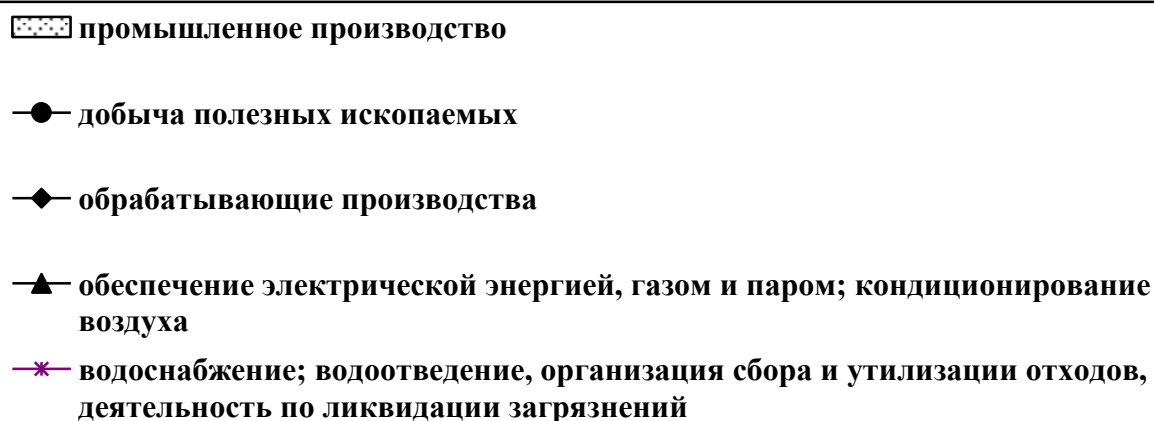 промышленное производство
добыча полезных ископаемых
обрабатывающие производства
обеспечение электрической энергией, газом и паром; кондиционирование
воздуха
водоснабжение; водоотведение, организация сбора и утилизации отходов,
деятельность по ликвидации загрязнений